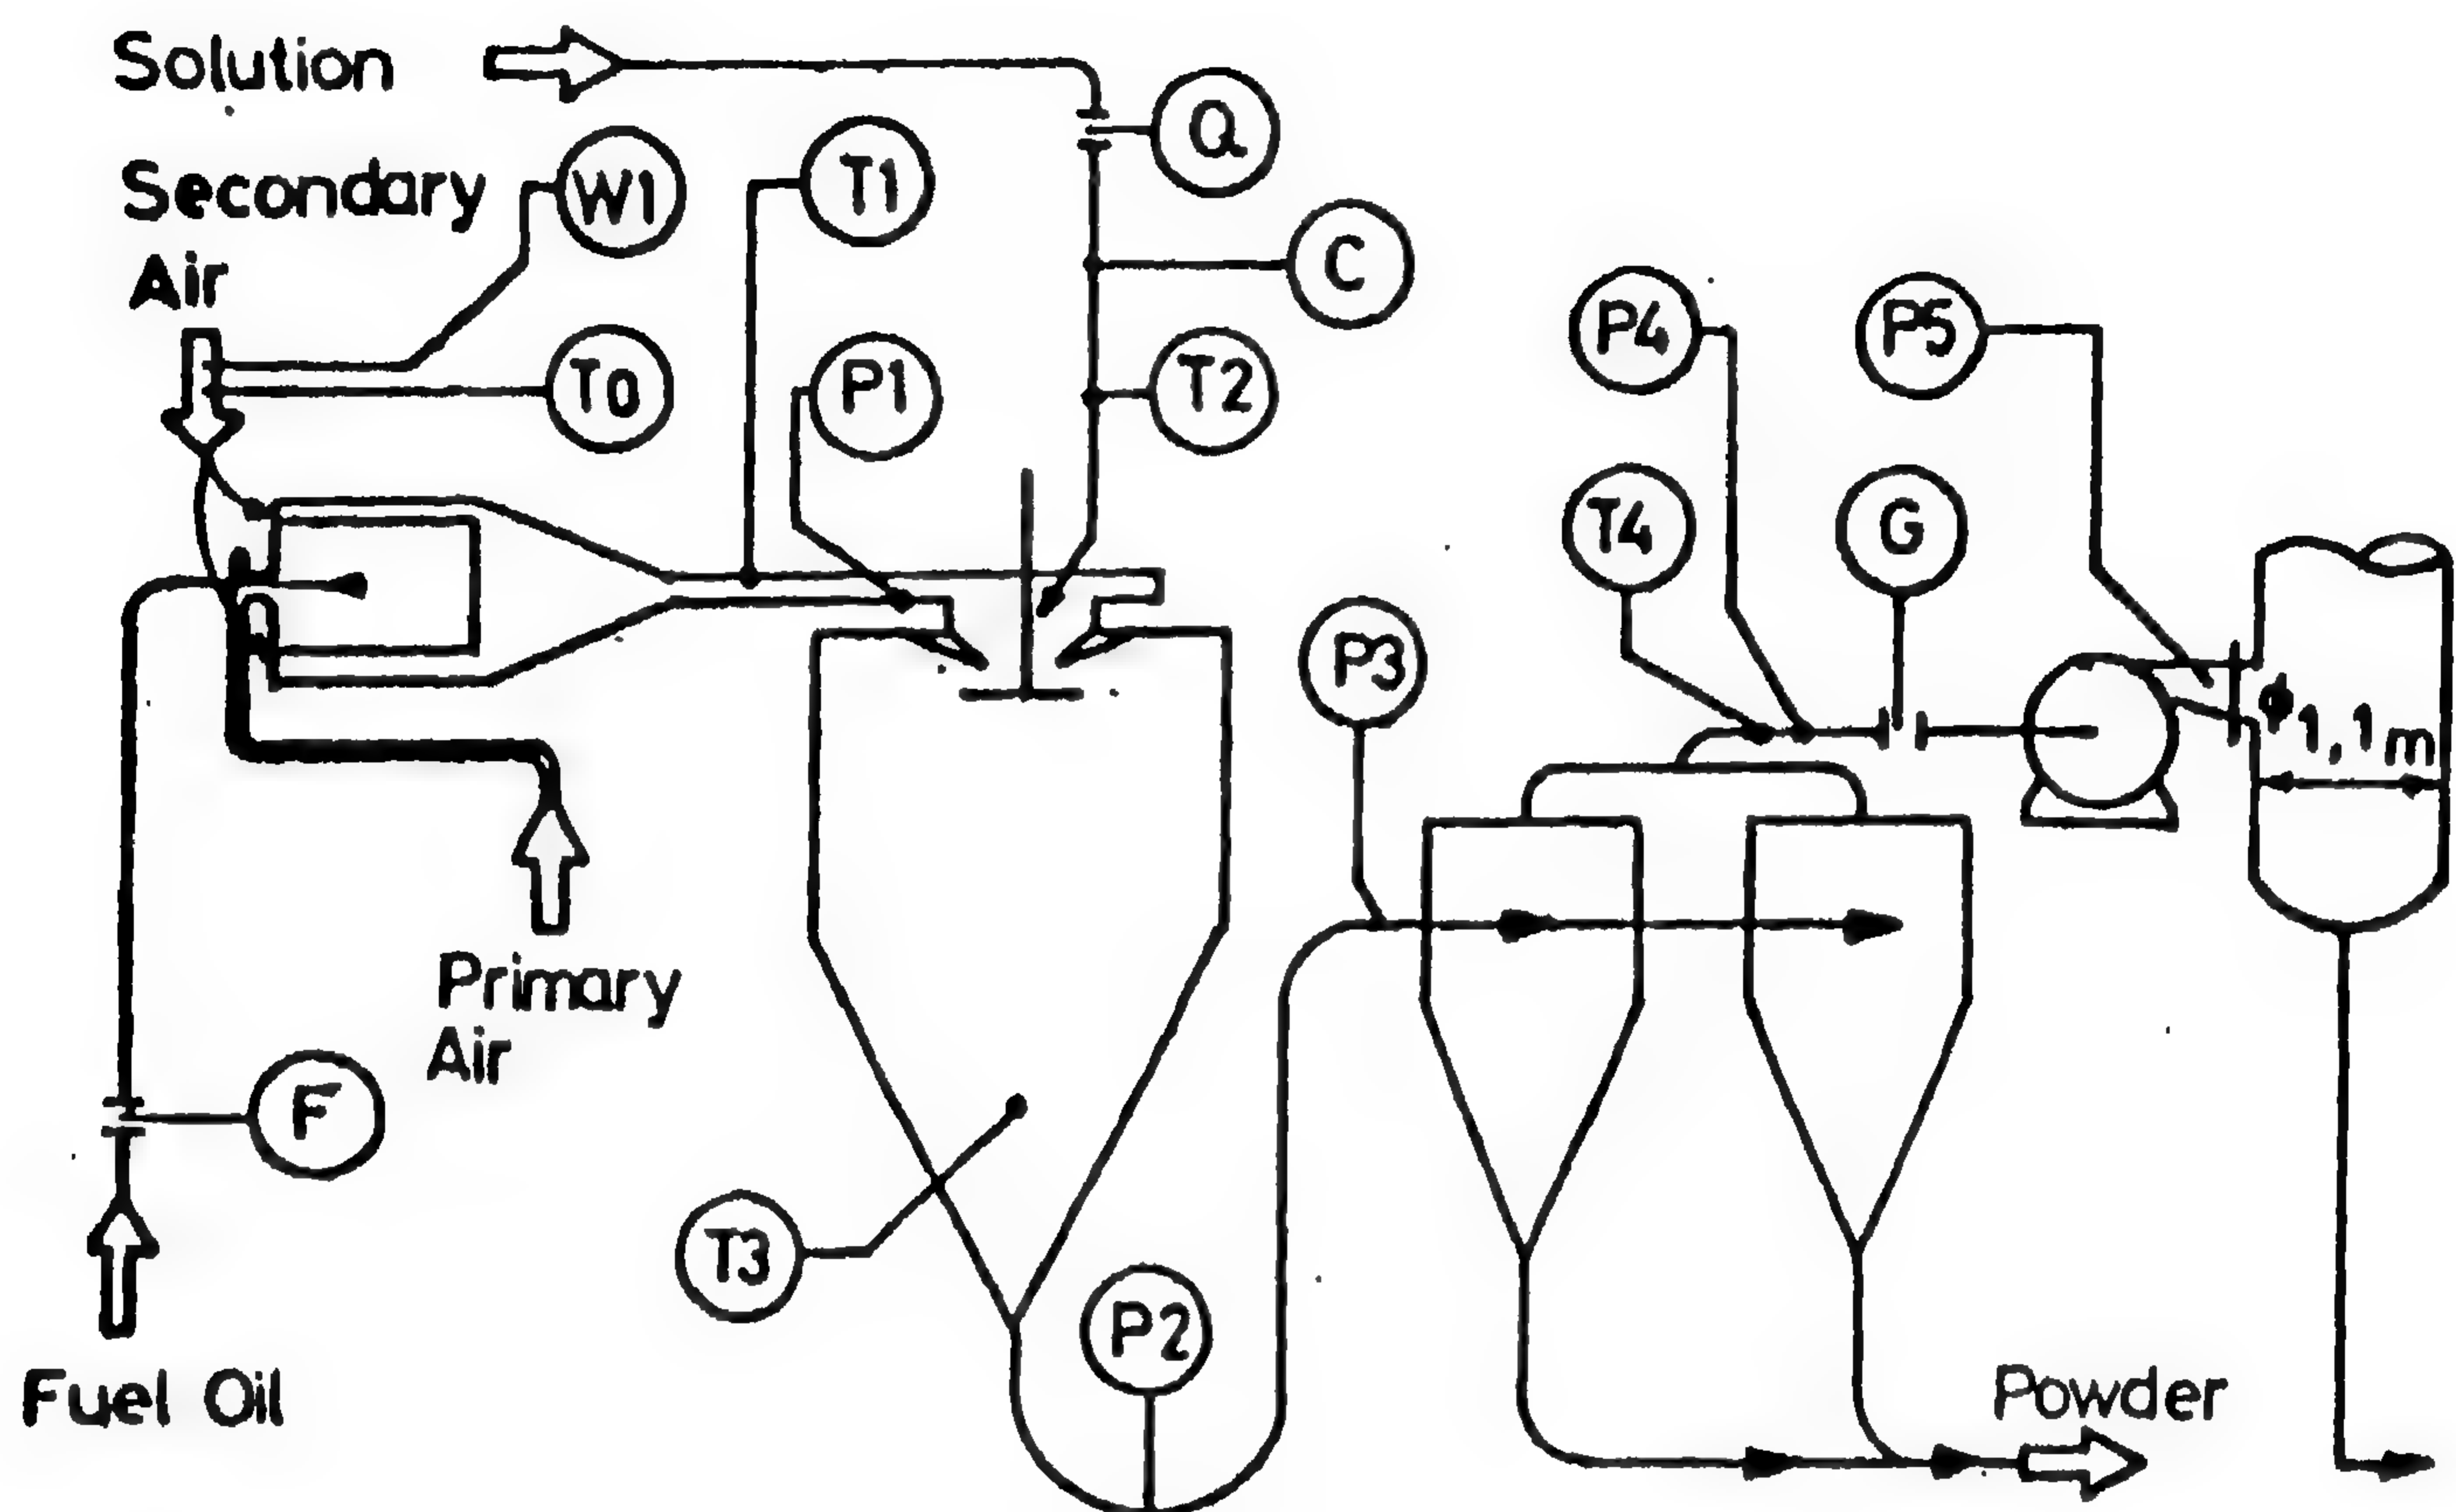 Solution
Q
Secondary
Air
W1
T1
C
T0
P1
T2
P4
P5
T4
G
P3
φ1,1m
Primary
Air
F
T3
P2
Fuel Oil
Powder